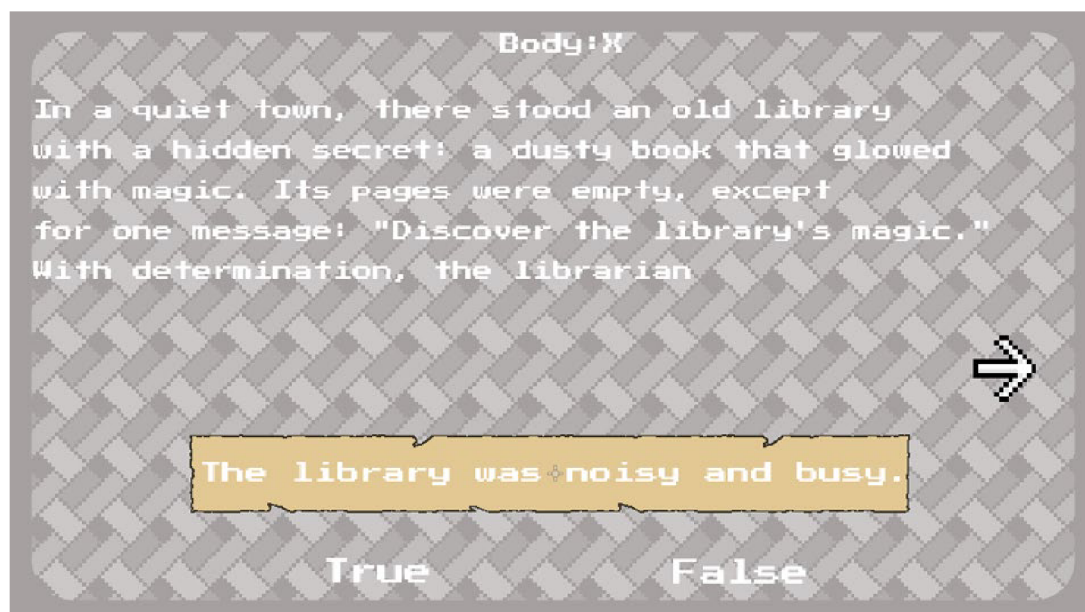 Body:X
In a quiet town, there stood an old library
with a hidden secret: a dusty book that glowed
with magic. Its pages were empty, except
for one message: "Discover the library's magic."
With determination, the librarian
The library was noisy and busy.
True False